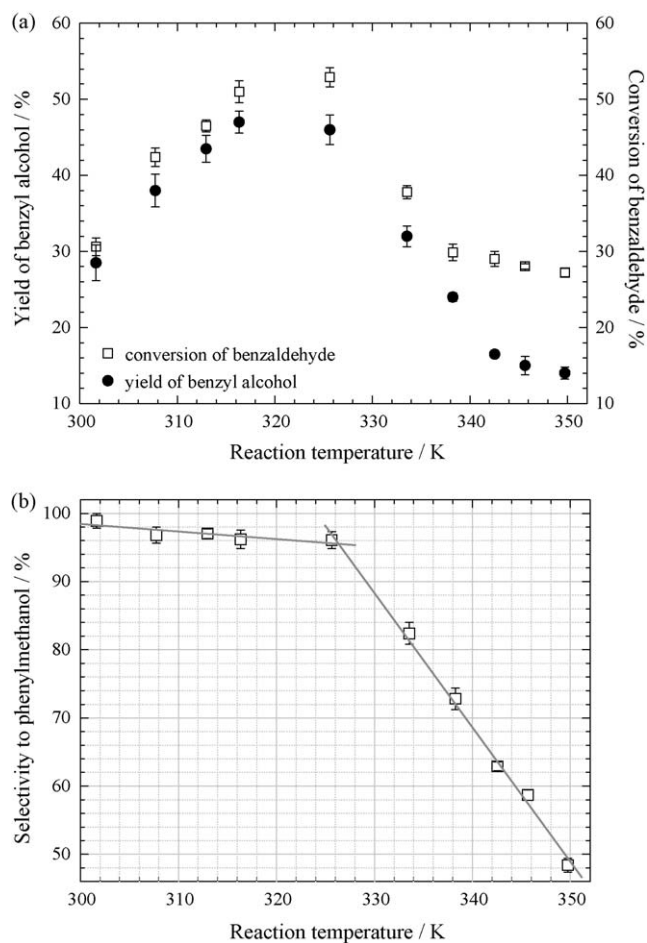 (a)
60
50
40
30
20
10
60
50
40
30
20
10
Yield of benzyl alcohol / %
Conversion of benzaldehyde / %
conversion of benzaldehyde
yield of benzyl alcohol
300 310 320 330 340 350
Reaction temperature / K
(b)
100
90
80
70
60
50
Selectivity to phenylmethanol / %
300 310 320 330 340 350
Reaction temperature / K